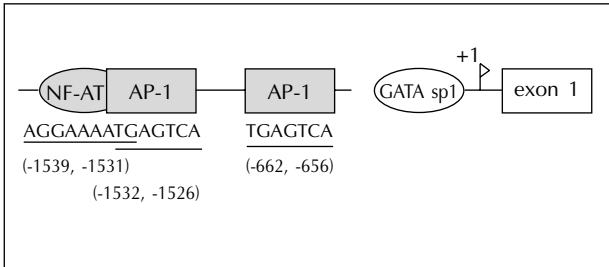 +1
NF-AT AP-1 AP-1 GATA sp1 exon 1
AGGAAAATGAGTCA TGAGTCA
(-1539, -1531) (-662, -656)
(-1532, -1526)